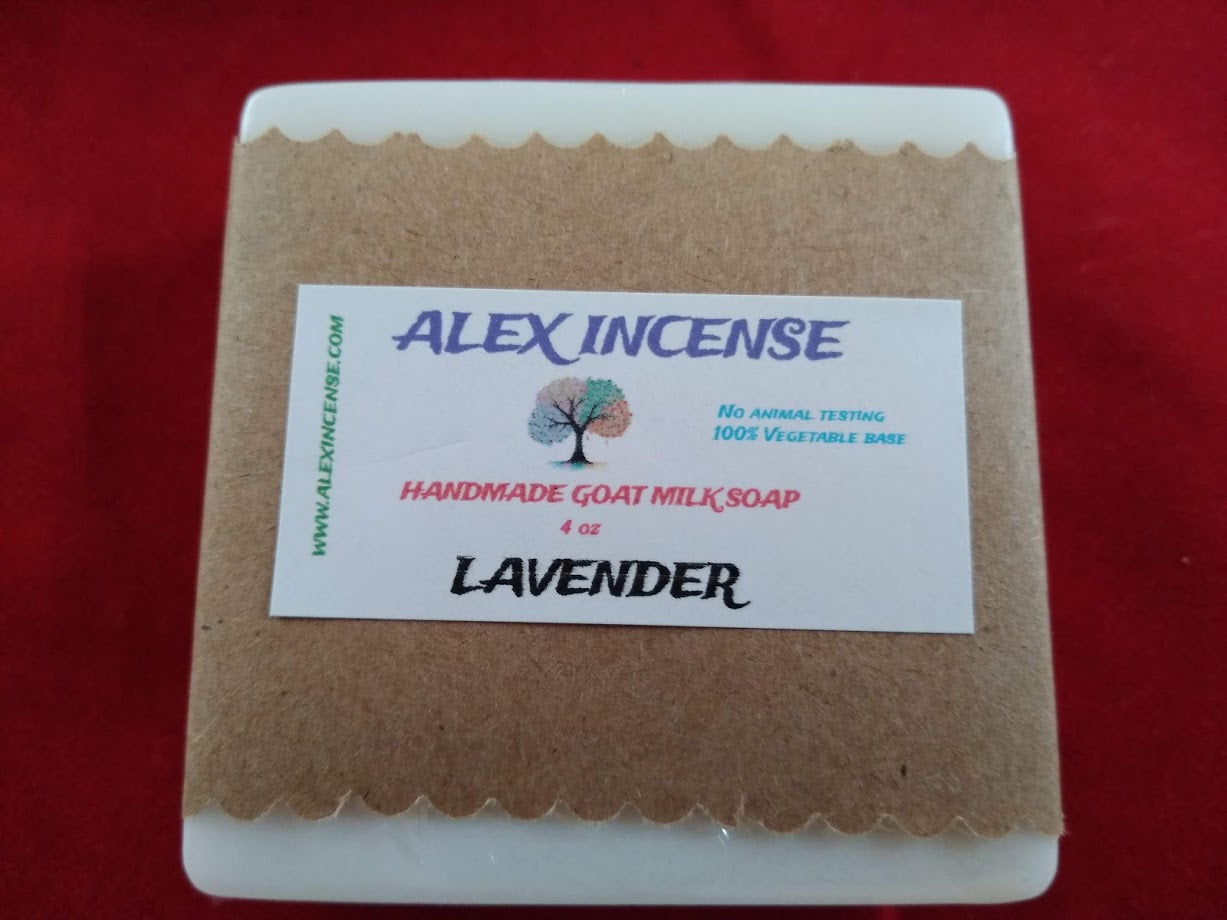 ALEX INCENSE
WWW.ALEXINCENSE.COM
NO ANIMAL TESTING
100% VEGETABLE BASE
HANDMADE GOAT MILK SOAP
4 OZ
LAVENDER